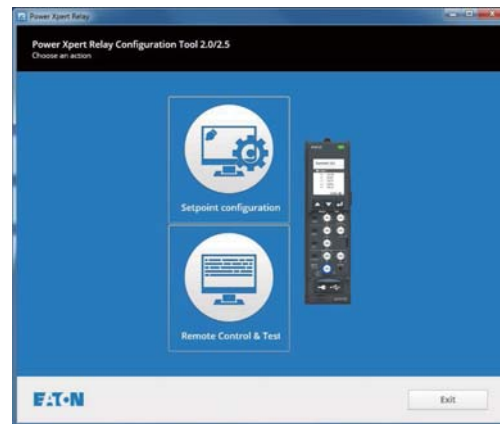 Power Xpert Relay
Power Xpert Relay Configuration Tool 2.0/2.5
Choose an action
Setpoint configuration
Remote Control & Test
EATON
Exit